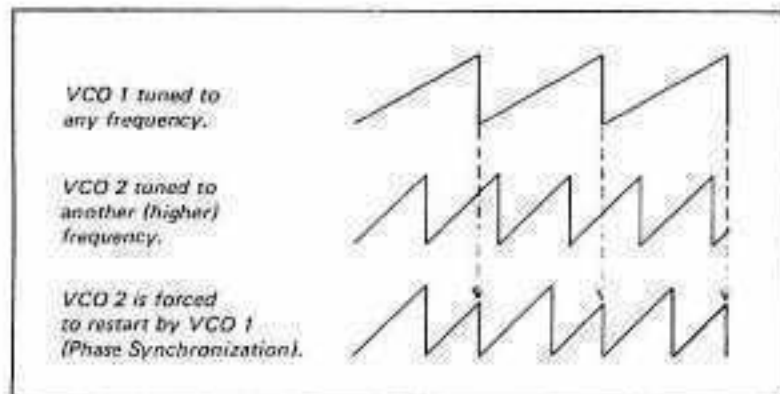 VCO 1 tuned to
any frequency.
VCO 2 tuned to
another (higher)
frequency.
VCO 2 is forced
to restart by VCO 1
(Phase Synchronization).